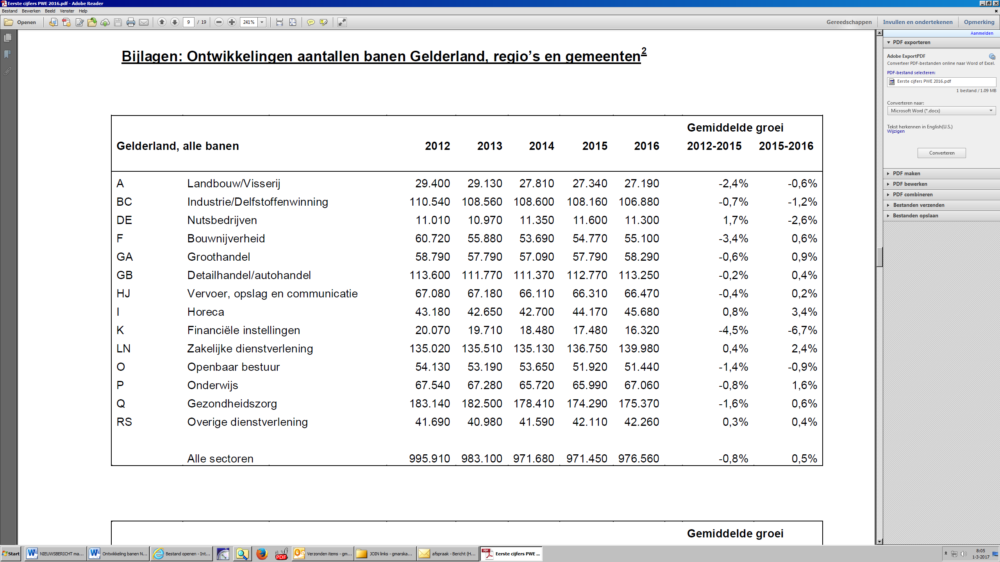 Eerste cijfers PWE 2016.pdf - Adobe Reader
Bestand Bewerken Beeld Venster Help
Openen 9 / 19 241% Gereedschappen Invullen en ondertekenen Opmerking
Aanmelden
PDF exporteren
Adobe ExportPDF
Converteer PDF-bestanden online naar Word of Excel.
PDF-bestand selecteren:
Eerste cijfers PWE 2016.pdf
1 bestand / 1.09 MB
Converteren naar:
Microsoft Word (*.docx)
Tekst herkennen in English(U.S.)
Wijzigen
Converteren
PDF maken
PDF bewerken
PDF combineren
Bestanden verzenden
Bestanden opslaan
Bijlagen: Ontwikkelingen aantallen banen Gelderland, regio’s en gemeenten2
Gemiddelde groei
Gelderland, alle banen 2012 2013 2014 2015 2016 2012-2015 2015-2016
A Landbouw/Visserij 29.400 29.130 27.810 27.340 27.190 -2,4% -0,6%
BC Industrie/Delfstoffenwinning 110.540 108.560 108.600 108.160 106.880 -0,7% -1,2%
DE Nutsbedrijven 11.010 10.970 11.350 11.600 11.300 1,7% -2,6%
F Bouwnijverheid 60.720 55.880 53.690 54.770 55.100 -3,4% 0,6%
GA Groothandel 58.790 57.790 57.090 57.790 58.290 -0,6% 0,9%
GB Detailhandel/autohandel 113.600 111.770 111.370 112.770 113.250 -0,2% 0,4%
HJ Vervoer, opslag en communicatie 67.080 67.180 66.110 66.310 66.470 -0,4% 0,2%
I Horeca 43.180 42.650 42.700 44.170 45.680 0,8% 3,4%
K Financiële instellingen 20.070 19.710 18.480 17.480 16.320 -4,5% -6,7%
LN Zakelijke dienstverlening 135.020 135.510 135.130 136.750 139.980 0,4% 2,4%
O Openbaar bestuur 54.130 53.190 53.650 51.920 51.440 -1,4% -0,9%
P Onderwijs 67.540 67.280 65.720 65.990 67.060 -0,8% 1,6%
Q Gezondheidszorg 183.140 182.500 178.410 174.290 175.370 -1,6% 0,6%
RS Overige dienstverlening 41.690 40.980 41.590 42.110 42.260 0,3% 0,4%
Alle sectoren 995.910 983.100 971.680 971.450 976.560 -0,8% 0,5%
Gemiddelde groei
Start NIEUWSBERICHT ma... Ontwikkeling banen N... Bestand openen - Int... PDF Verzonden items - gm... JOIN links - gmarska... afspraak - Bericht (H... Eerste cijfers PWE ... 8:05
1-3-2017